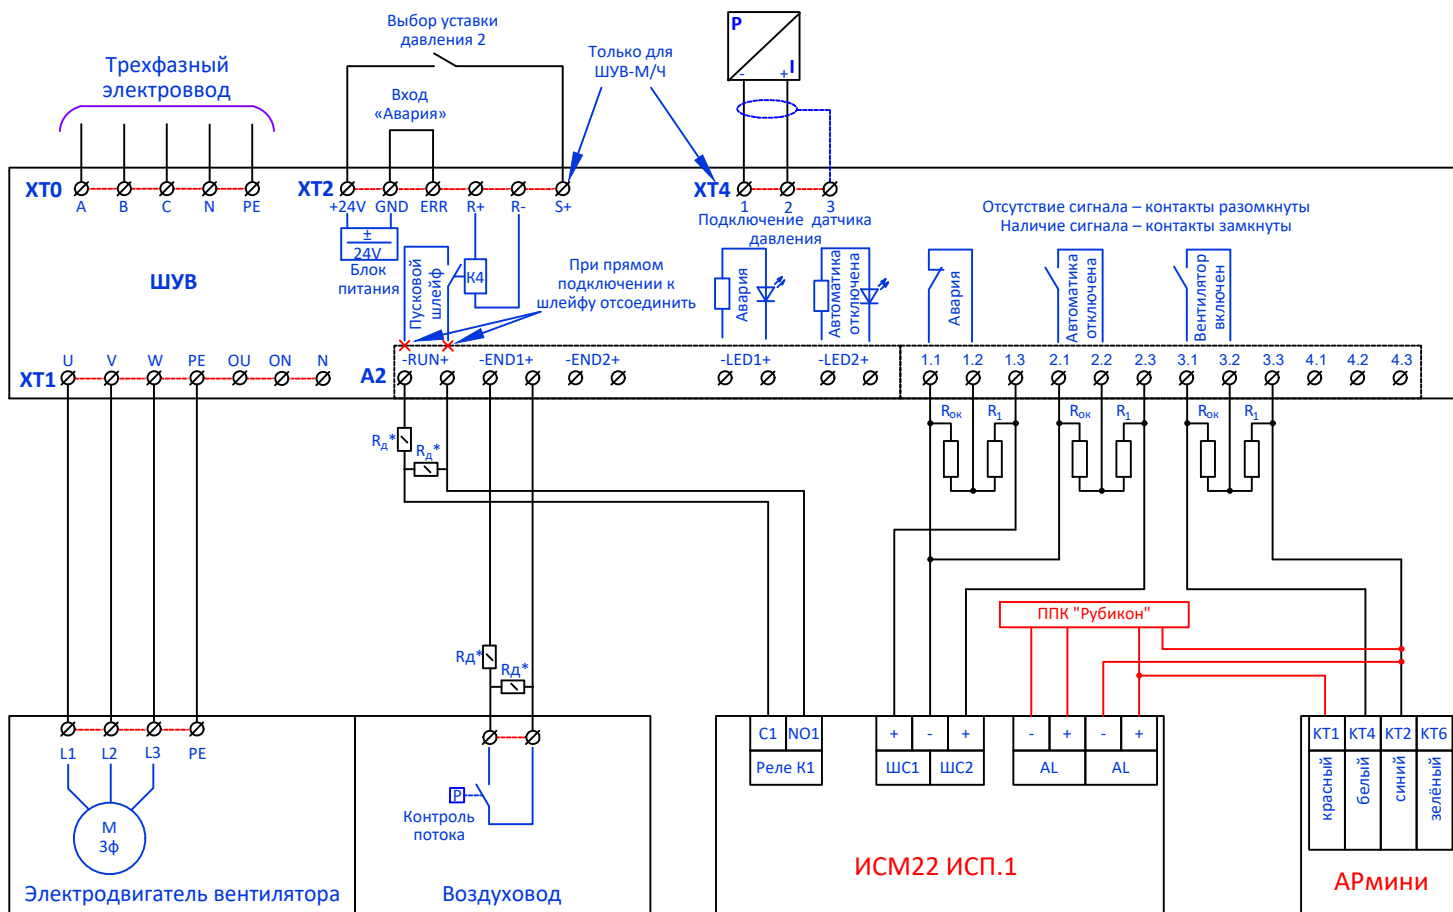 Выбор уставки
давления 2
P
- + I
Только для
ШУВ-М/Ч
Трехфазный
электроввод
Вход
«Авария»
XT0
A B C N PE
XT2
+24V GND ERR R+ R- S+
XT4
1 2 3
Подключение датчика
давления
Отсутствие сигнала – контакты разомкнуты
Наличие сигнала – контакты замкнуты
±
24V
Блок
питания
ШУВ
Пусковой
шлейф
К4
При прямом
подключении к
шлейфу отсоединить
Авария
Автоматика
отключена
Авария
Автоматика
отключена
Вентилятор
включен
XT1
U V W PE OU ON N
A2
-RUN+ -END1+ -END2+ -LED1+ -LED2+
1.1 1.2 1.3 2.1 2.2 2.3 3.1 3.2 3.3 4.1 4.2 4.3
Rок R1 Rок R1 Rок R1
Rд*
Rд*
ППК "Рубикон"
Rд*
Rд*
L1 L2 L3 PE
М
3ф
Электродвигатель вентилятора
P
Контроль
потока
Воздуховод
C1 NO1
Реле К1
+ - +
ШС1 ШС2
- + - +
AL AL
ИСМ22 ИСП.1
КТ1 КТ4 КТ2 КТ6
красный
белый
синий
зелёный
АРмини